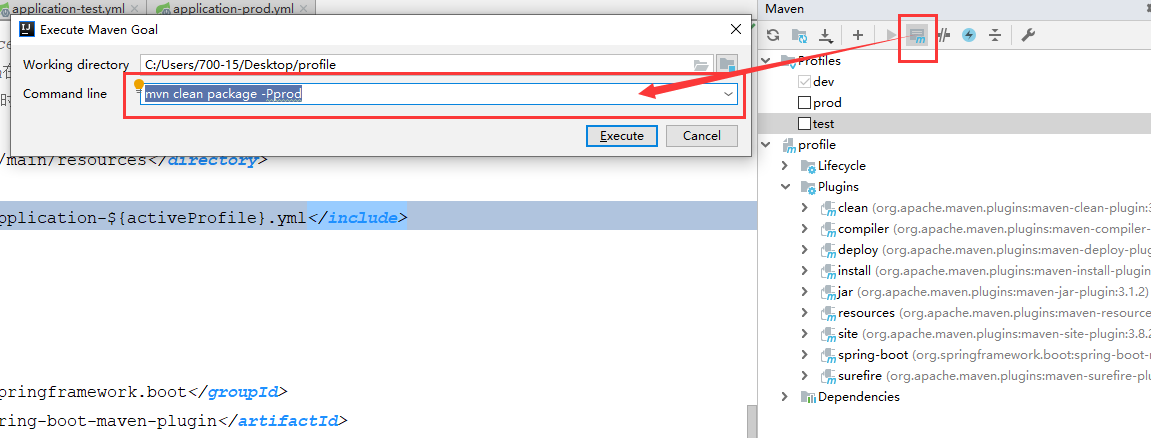 application-test.yml
application-prod.yml
Execute Maven Goal
Working directory
C:/Users/700-15/Desktop/profile
Command line
mvn clean package -Pprod
Execute
Cancel
/main/resources</directory>
pplication-${activeProfile}.yml</include>
pringframework.boot</groupId>
ring-boot-maven-plugin</artifactId>
Maven
Profiles
dev
prod
test
profile
Lifecycle
Plugins
clean (org.apache.maven.plugins:maven-clean-plugin:3
compiler (org.apache.maven.plugins:maven-compiler-
deploy (org.apache.maven.plugins:maven-deploy-plu
install (org.apache.maven.plugins:maven-install-plugin
jar (org.apache.maven.plugins:maven-jar-plugin:3.1.2)
resources (org.apache.maven.plugins:maven-resource
site (org.apache.maven.plugins:maven-site-plugin:3.8.2
spring-boot (org.springframework.boot:spring-boot-m
surefire (org.apache.maven.plugins:maven-surefire-plu
Dependencies